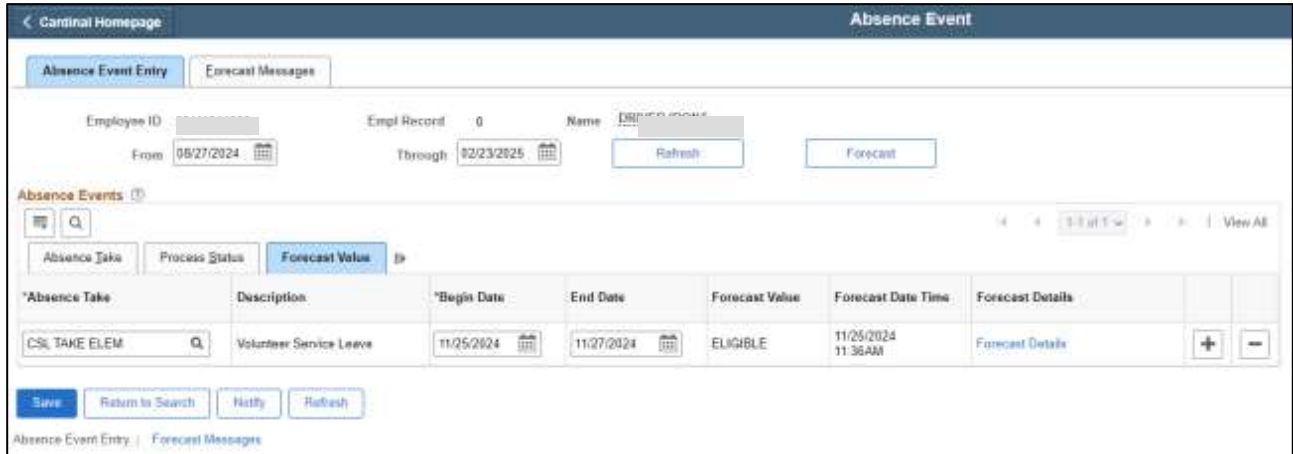 Cardinal Homepage
Absence Event
Absence Event Entry
Forecast Messages
Employee ID Empl Record 0 Name
From 08/27/2024 Through 02/23/2025 Refresh Forecast
Absence Events
1-1 of 1 View All
Absence Take Process Status Forecast Value
*Absence Take Description *Begin Date End Date Forecast Value Forecast Date Time Forecast Details
CSL TAKE ELEM Volunteer Service Leave 11/25/2024 11/27/2024 ELIGIBLE 11/25/2024
11:36AM Forecast Details
Save Return to Search Notify Refresh
Absence Event Entry | Forecast Messages